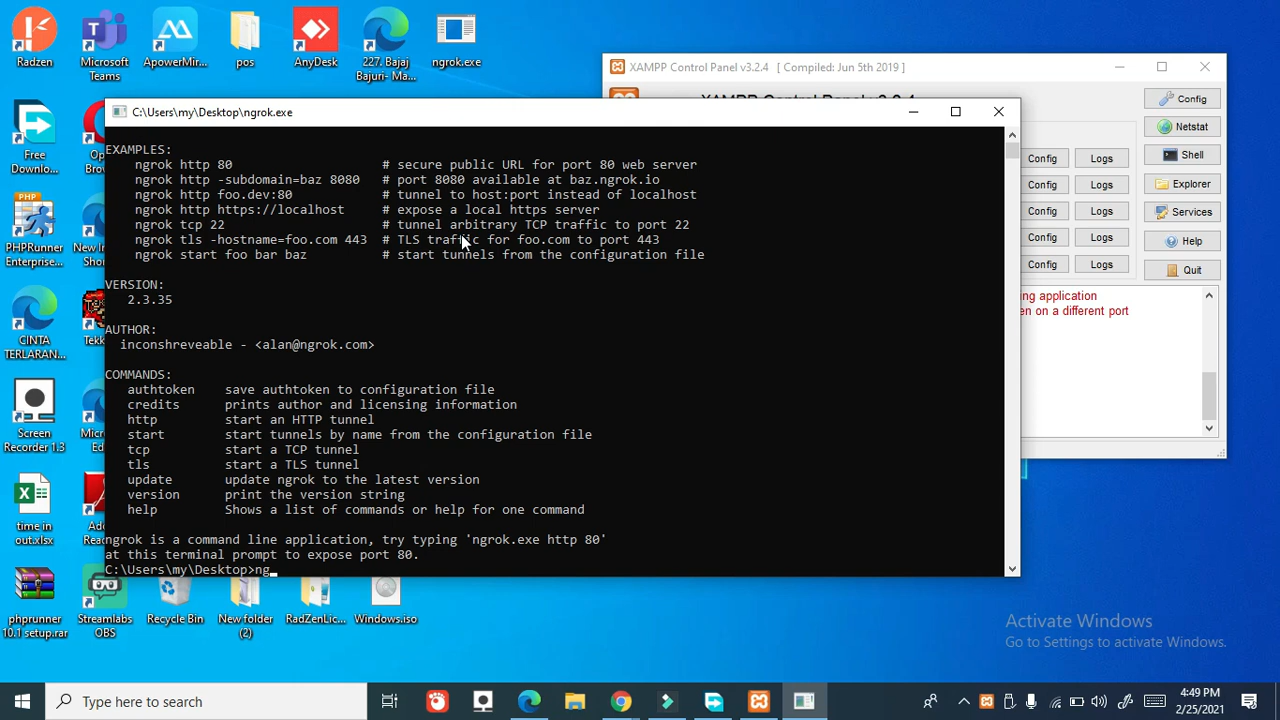 Radzen
Microsoft
Teams
ApowerMir...
pos
AnyDesk
227. Bajaj
Bajuri- Ma...
ngrok.exe
Free
Downlo...
Op
Brow
PHP
PHPRunner
Enterprise...
New In
Shor
CINTA
TERLARAN...
Tekk
Screen
Recorder 1.3
Micro
Ed
time in
out.xlsx
Ado
Rea
phprunner
10.1 setup.rar
Streamlabs
OBS
Recycle Bin
New folder
(2)
RadZenLic...
Windows.iso
XAMPP Control Panel v3.2.4 [ Compiled: Jun 5th 2019 ]
Config
Netstat
Shell
Explorer
Services
Help
Quit
Config Logs
Config Logs
Config Logs
Config Logs
Config Logs
ing application
en on a different port
C:\Users\my\Desktop\ngrok.exe
EXAMPLES:
ngrok http 80 # secure public URL for port 80 web server
ngrok http -subdomain=baz 8080 # port 8080 available at baz.ngrok.io
ngrok http foo.dev:80 # tunnel to host:port instead of localhost
ngrok http https://localhost # expose a local https server
ngrok tcp 22 # tunnel arbitrary TCP traffic to port 22
ngrok tls -hostname=foo.com 443 # TLS traffic for foo.com to port 443
ngrok start foo bar baz # start tunnels from the configuration file
VERSION:
2.3.35
AUTHOR:
inconshreveable - <alan@ngrok.com>
COMMANDS:
authtoken save authtoken to configuration file
credits prints author and licensing information
http start an HTTP tunnel
start start tunnels by name from the configuration file
tcp start a TCP tunnel
tls start a TLS tunnel
update update ngrok to the latest version
version print the version string
help Shows a list of commands or help for one command
ngrok is a command line application, try typing 'ngrok.exe http 80'
at this terminal prompt to expose port 80.
C:\Users\my\Desktop>ng
Activate Windows
Go to Settings to activate Windows.
Type here to search
4:49 PM
2/25/2021